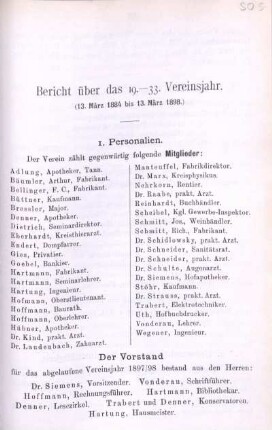 Bericht über das 19.—33. Vereinsjahr.
(13. März 1884 bis 13. März 1898.)
1. Personalien.
Der Verein zählt gegenwärtig folgende Mitglieder:
Adlung, Apotheker, Tann.
Bäumler, Arthur, Fabrikant.
Bellinger, F. C., Fabrikant.
Büttner, Kaufmann.
Bressler, Major.
Denner, Apotheker.
Dietrich, Seminardirektor.
Eberhardt, Kreisthierarzt.
Endert, Dompfarrer.
Gies, Privatier.
Goebel, Bankier.
Hartmann, Fabrikant.
Hartmann, Seminarlehrer.
Hartung, Ingenieur.
Hofmann, Oberstlieutenant.
Hoffmann, Baurath.
Hoffmann, Oberlehrer.
Hübner, Apotheker.
Dr. Kind, prakt. Arzt.
Dr. Landenbach, Zahnarzt.
Manteuffel, Fabrikdirektor.
Dr. Marx, Kreisphysikus.
Nehrkorn, Rentier.
Dr. Raabe, prakt. Arzt.
Reinhardt, Buchhändler.
Scheibel, Kgl. Gewerbe-Inspektor.
Schmitt, Jos., Weinhändler.
Schmitt, Rich., Fabrikant.
Dr. Schidlowsky, prakt. Arzt.
Dr. Schneider, Sanitätsrat.
Dr. Schneider, prakt. Arzt.
Dr. Schulte, Augenarzt.
Dr. Siemens, Hofapotheker.
Stöhr, Kaufmann.
Dr. Strauss, prakt. Arzt.
Trabert, Elektrotechniker.
Uth, Hofbuchdrucker.
Vonderau, Lehrer.
Wegener, Ingenieur.
Der Vorstand
für das abgelaufene Vereinsjahr 1897/98 bestand aus den Herren:
Dr. Siemens, Vorsitzender. Vonderau, Schriftführer.
Hoffmann, Rechnungsführer. Hartmann, Bibliothekar.
Denner, Lesezirkel. Trabert und Denner, Konservatoren.
Hartung, Hausmeister.